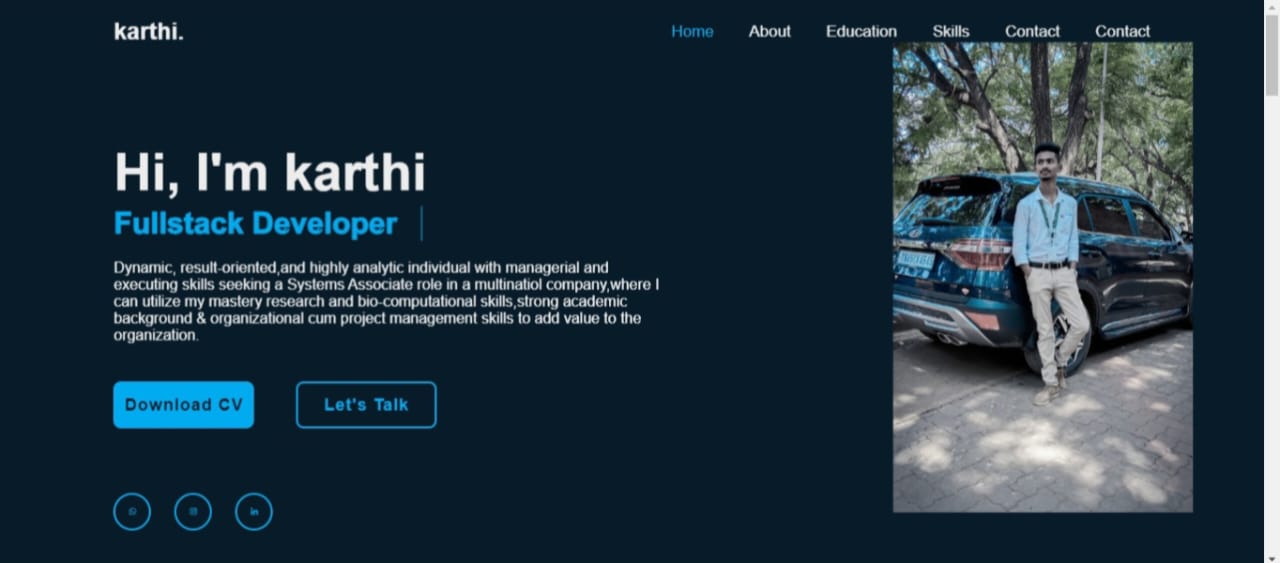 karthi.
Home About Education Skills Contact Contact
Hi, I'm karthi
Fullstack Developer
Dynamic, result-oriented,and highly analytic individual with managerial and
executing skills seeking a Systems Associate role in a multinatiol company,where I
can utilize my mastery research and bio-computational skills,strong academic
background & organizational cum project management skills to add value to the
organization.
Download CV Let's Talk
in